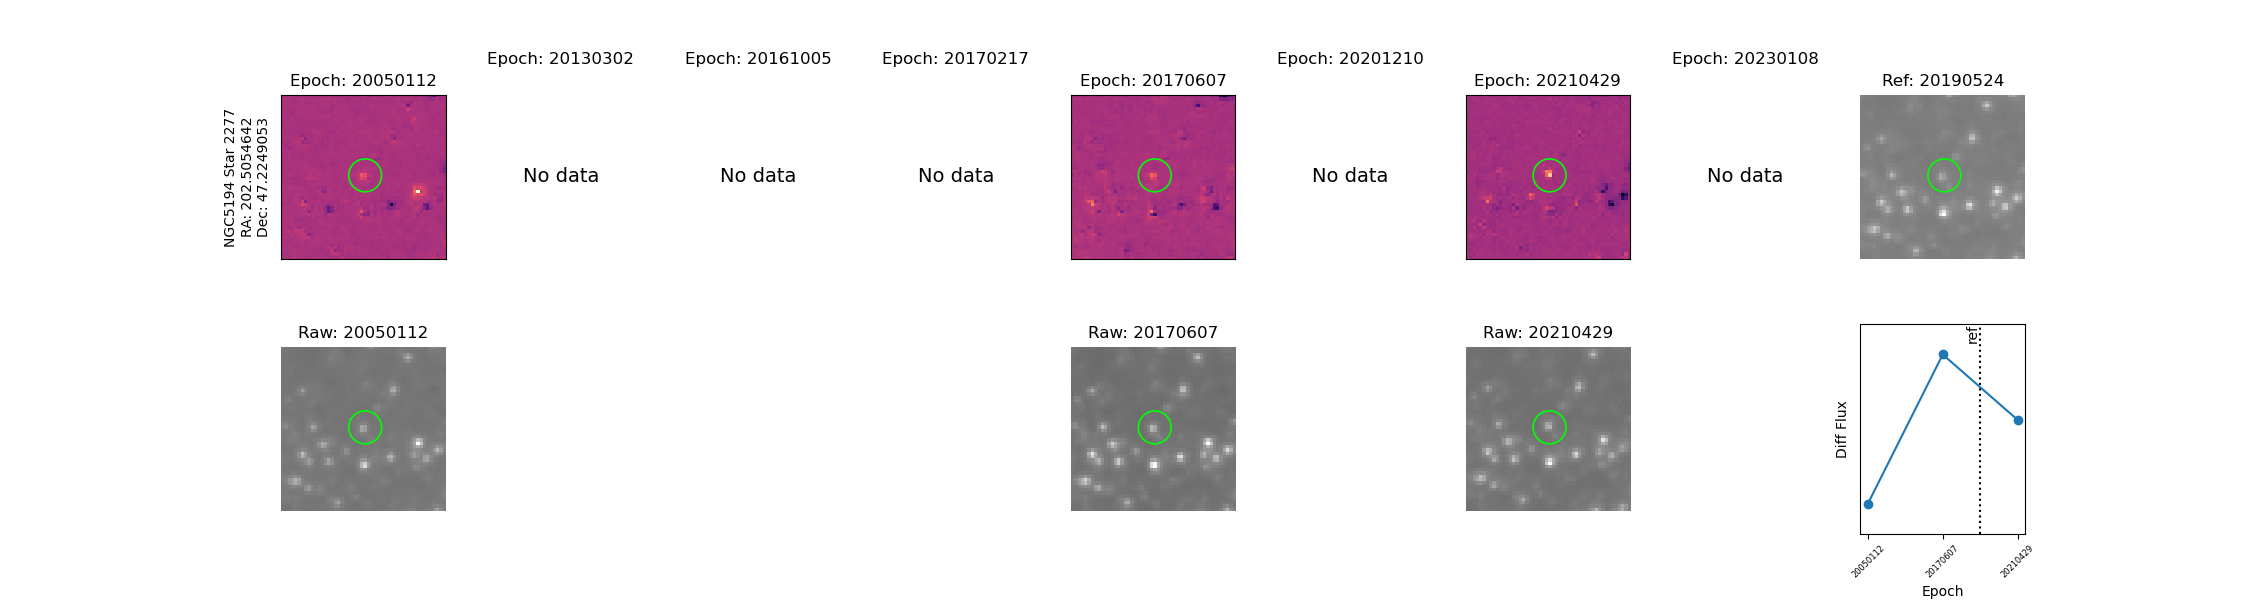 Epoch: 20050112
Epoch: 20130302
Epoch: 20161005
Epoch: 20170217
Epoch: 20170607
Epoch: 20201210
Epoch: 20210429
Epoch: 20230108
Ref: 20190524
NGC5194 Star 2277
RA: 202.5054642
Dec: 47.2249053
No data
No data
No data
No data
No data
Raw: 20050112
Raw: 20170607
Raw: 20210429
ref
Diff Flux
20050112
20170607
20210429
Epoch